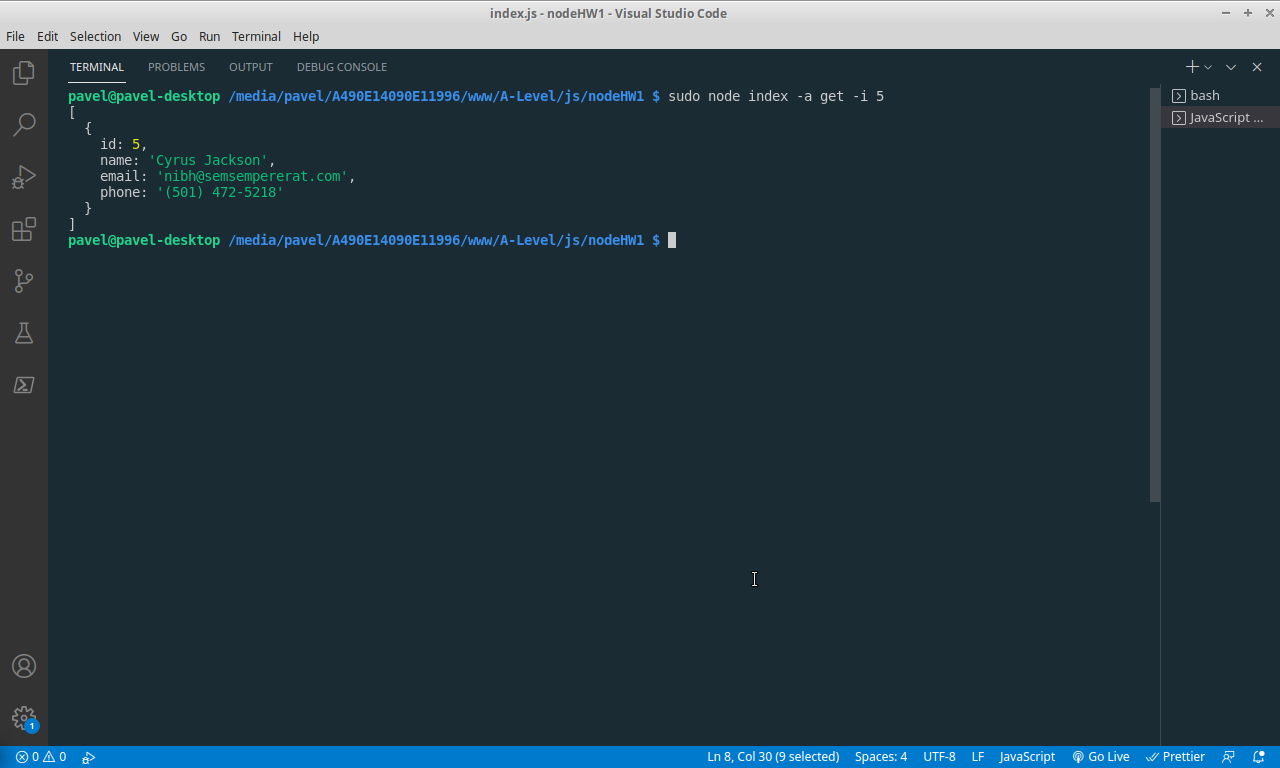 index.js - nodeHW1 - Visual Studio Code
File Edit Selection View Go Run Terminal Help
TERMINAL PROBLEMS OUTPUT DEBUG CONSOLE
pavel@pavel-desktop /media/pavel/A490E14090E11996/www/A-Level/js/nodeHW1 $ sudo node index -a get -i 5
[
  {
    id: 5,
    name: 'Cyrus Jackson',
    email: 'nibh@semsempererat.com',
    phone: '(501) 472-5218'
  }
]
pavel@pavel-desktop /media/pavel/A490E14090E11996/www/A-Level/js/nodeHW1 $
bash
JavaScript ...
1
0 0 Ln 8, Col 30 (9 selected) Spaces: 4 UTF-8 LF JavaScript Go Live Prettier